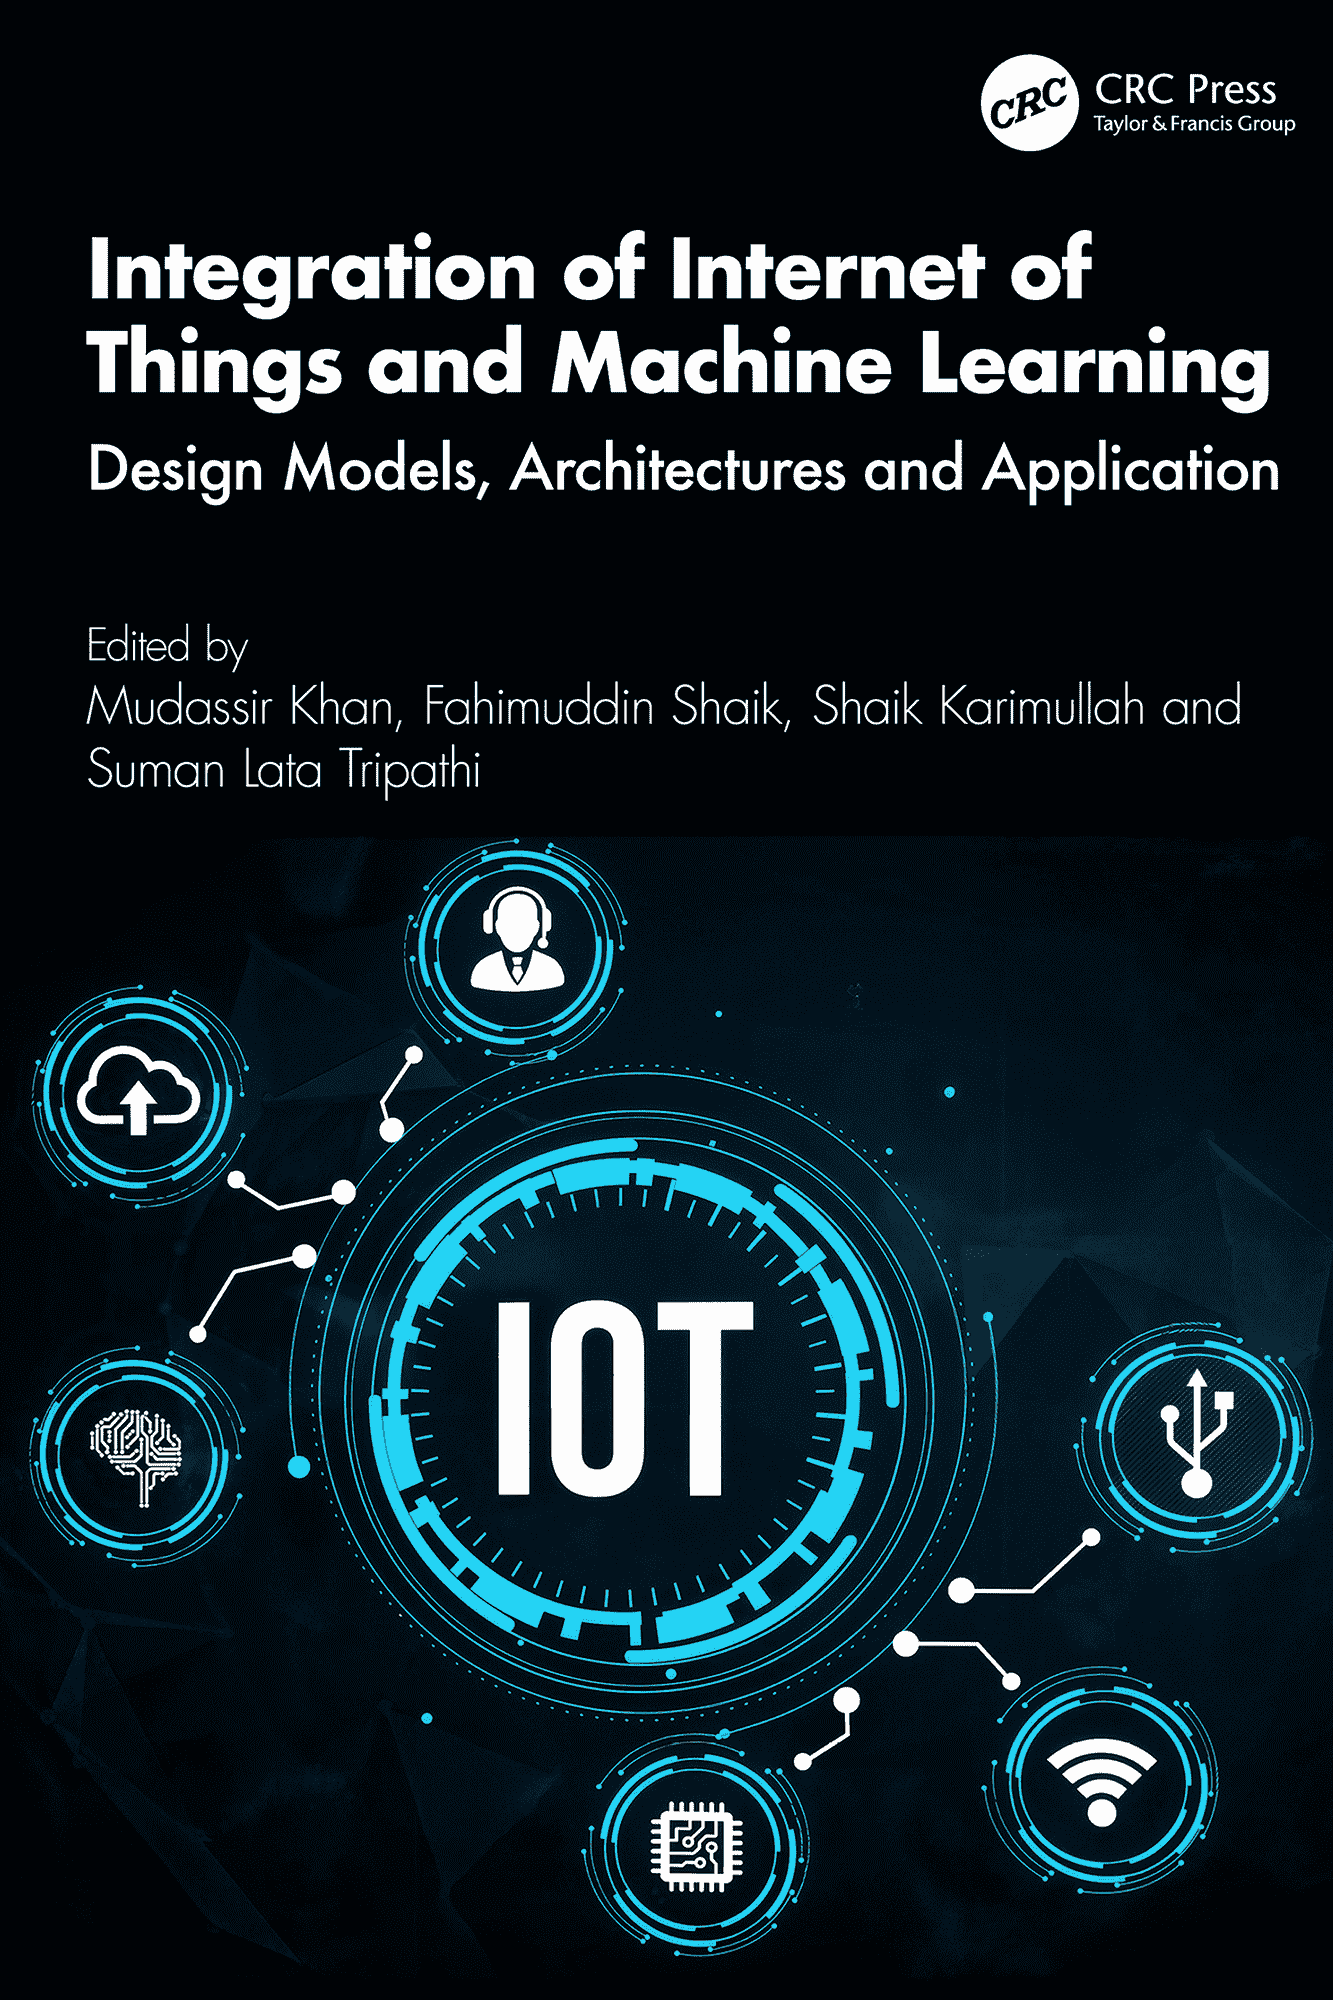 CRC
CRC Press
Taylor & Francis Group
Integration of Internet of
Things and Machine Learning
Design Models, Architectures and Application
Edited by
Mudassir Khan, Fahimuddin Shaik, Shaik Karimullah and
Suman Lata Tripathi
IOT